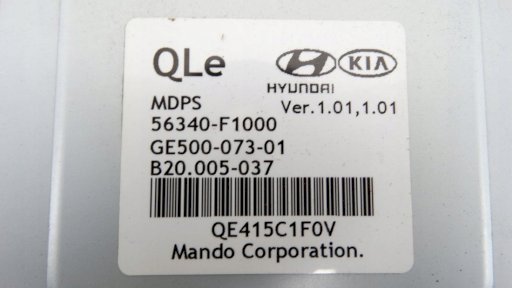 QLe
HYUNDAI KIA
MDPS Ver.1.01,1.01
56340-F1000
GE500-073-01
B20.005-037
QE415C1F0V
Mando Corporation.